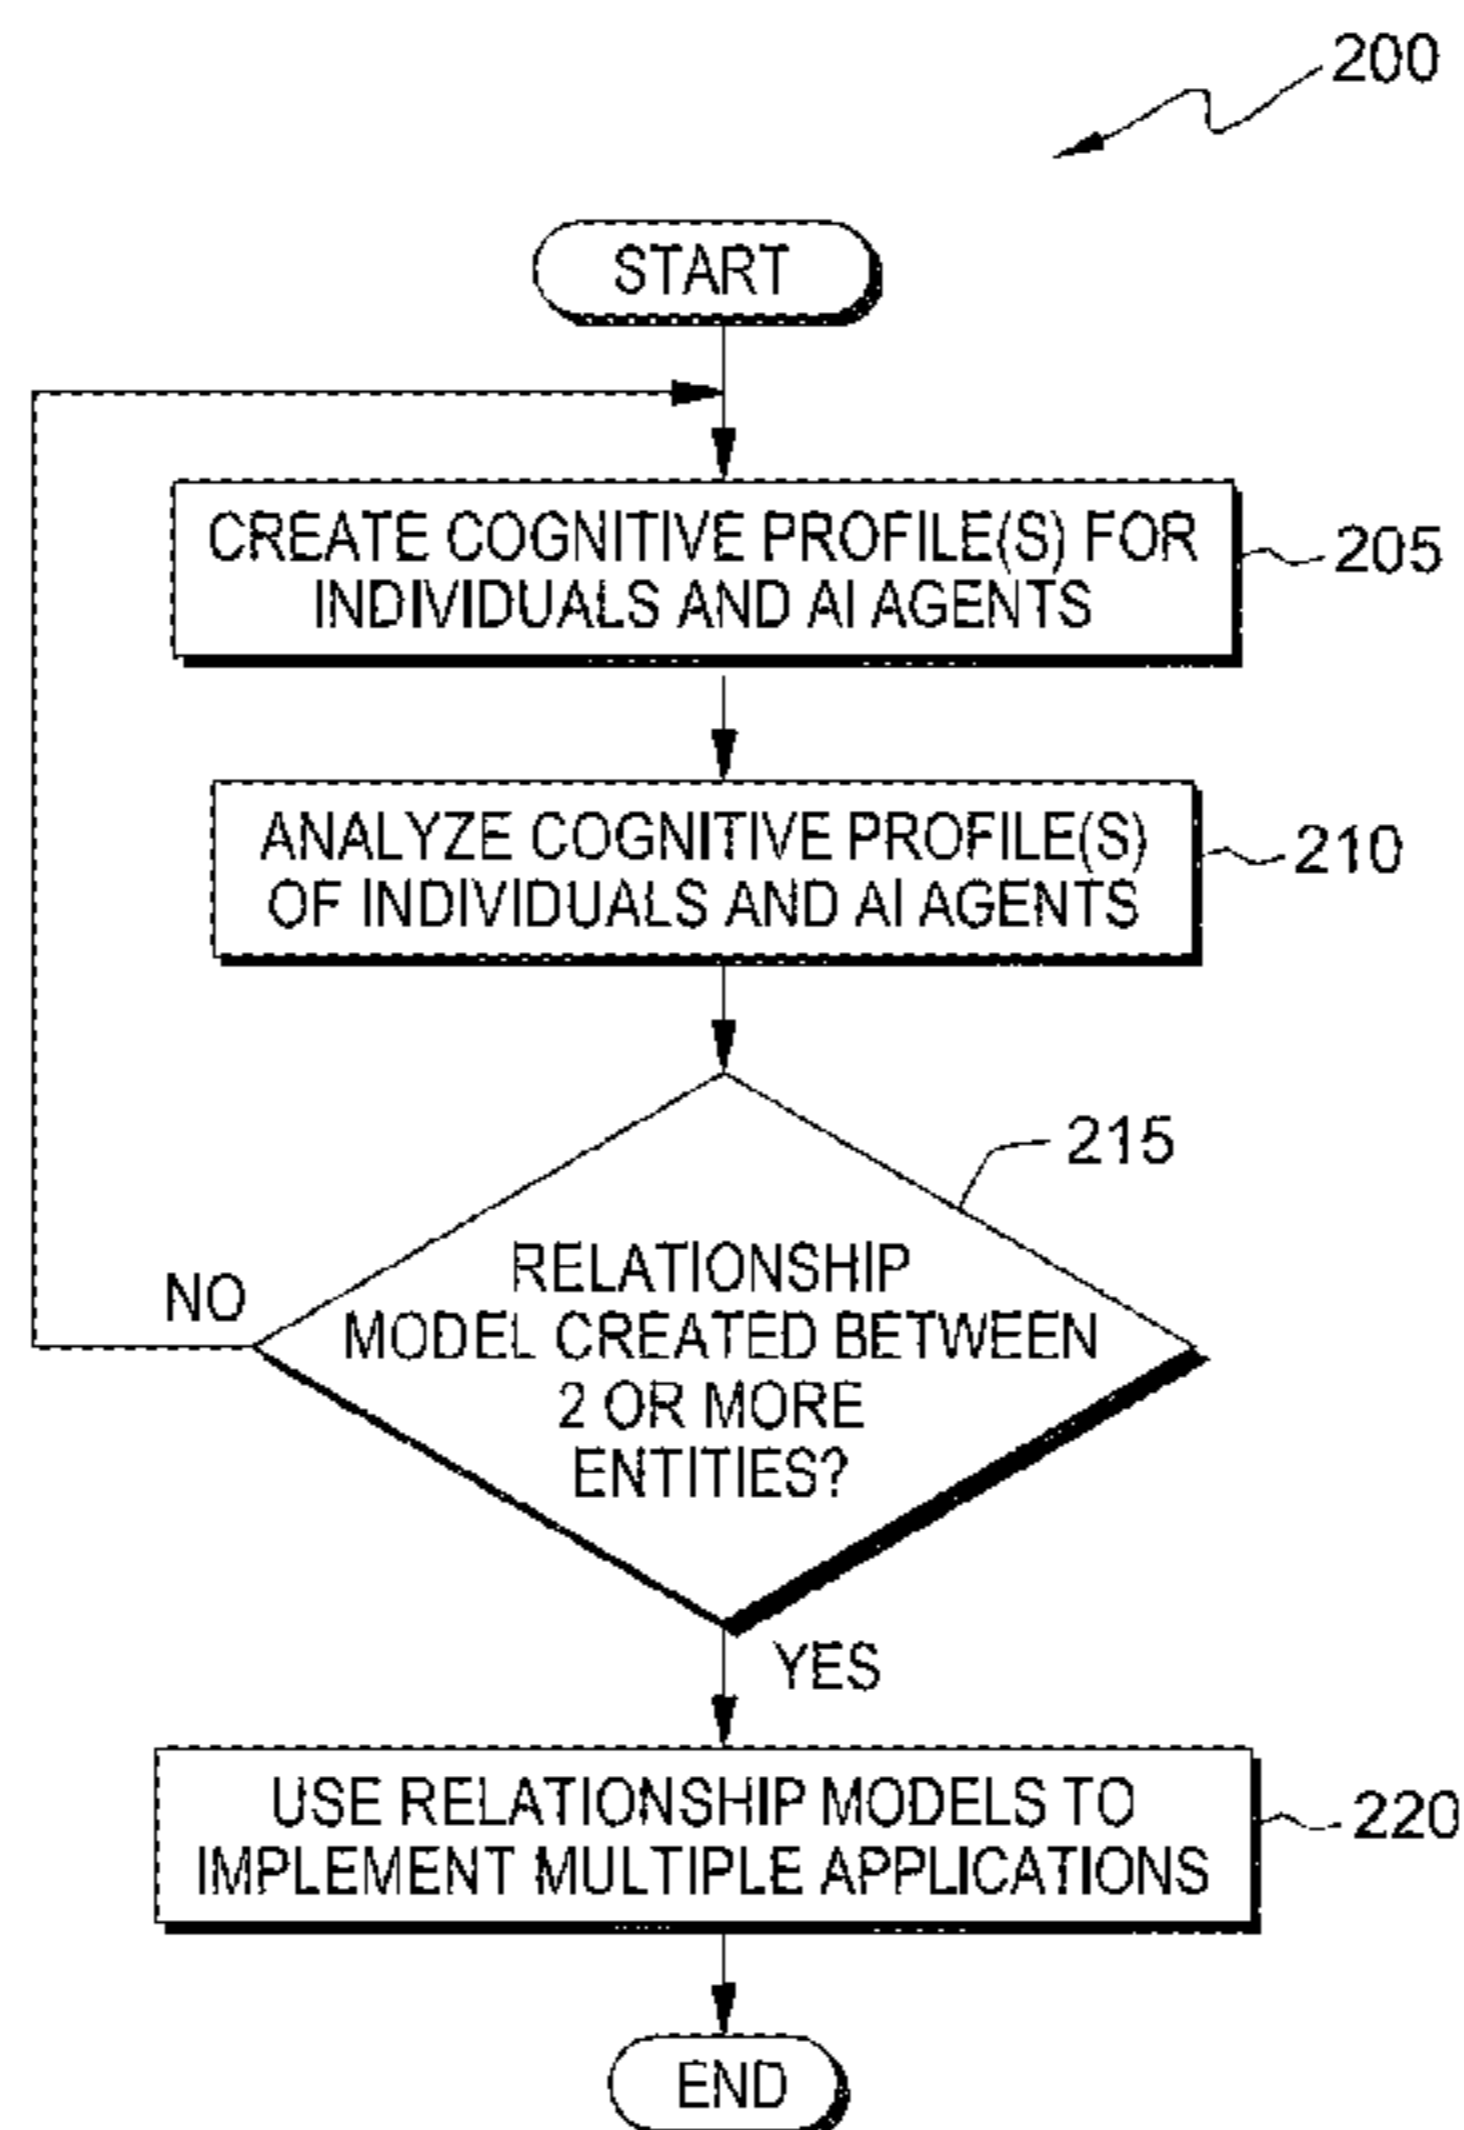 200
START
CREATE COGNITIVE PROFILE(S) FOR
INDIVIDUALS AND AI AGENTS
205
ANALYZE COGNITIVE PROFILE(S)
OF INDIVIDUALS AND AI AGENTS
210
215
RELATIONSHIP
MODEL CREATED BETWEEN
2 OR MORE
ENTITIES?
NO
YES
USE RELATIONSHIP MODELS TO
IMPLEMENT MULTIPLE APPLICATIONS
220
END